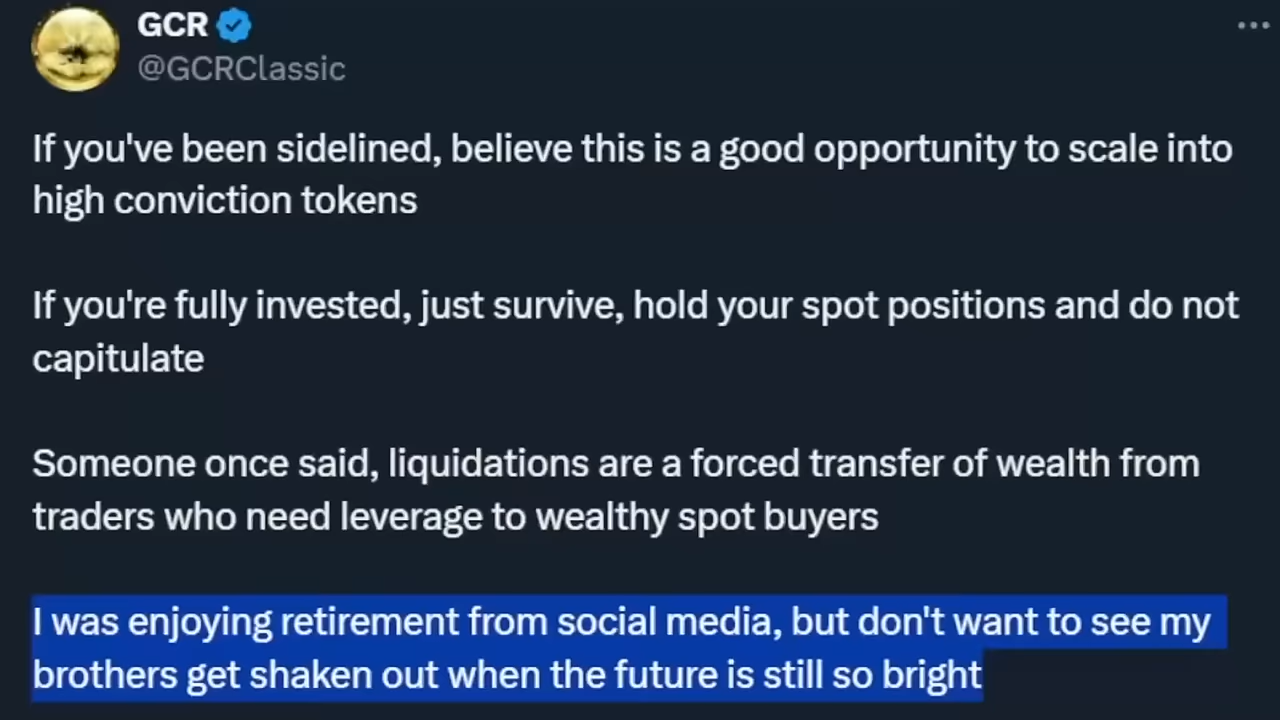 GCR
@GCRClassic
If you've been sidelined, believe this is a good opportunity to scale into
high conviction tokens
If you're fully invested, just survive, hold your spot positions and do not
capitulate
Someone once said, liquidations are a forced transfer of wealth from
traders who need leverage to wealthy spot buyers
I was enjoying retirement from social media, but don't want to see my
brothers get shaken out when the future is still so bright